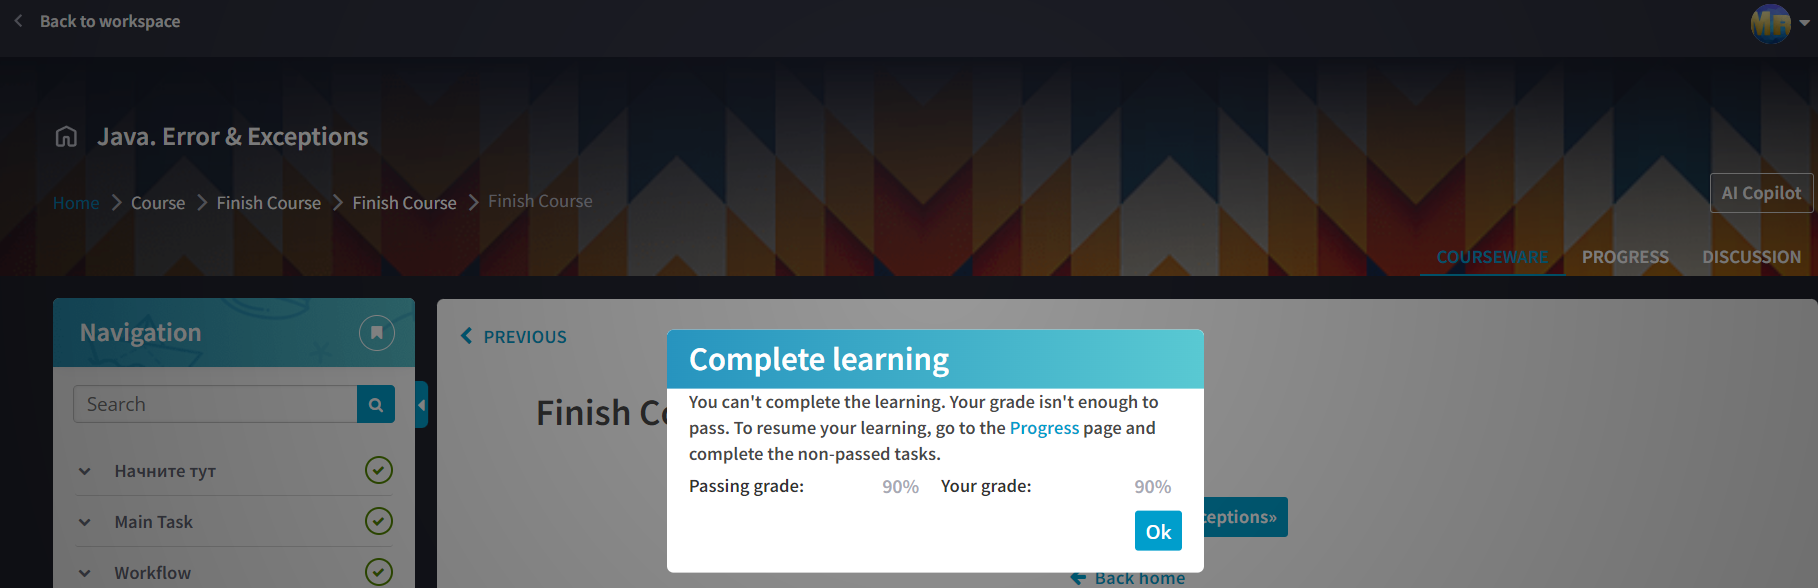 Back to workspace
MR
Java. Error & Exceptions
Home Course Finish Course Finish Course Finish Course
AI Copilot
COURSEWARE PROGRESS DISCUSSION
Navigation
Search
Начните тут
Main Task
Workflow
PREVIOUS
Finish Co
Complete learning
You can't complete the learning. Your grade isn't enough to
pass. To resume your learning, go to the Progress page and
complete the non-passed tasks.
Passing grade: 90% Your grade: 90%
Ok
ceptions»
Back home